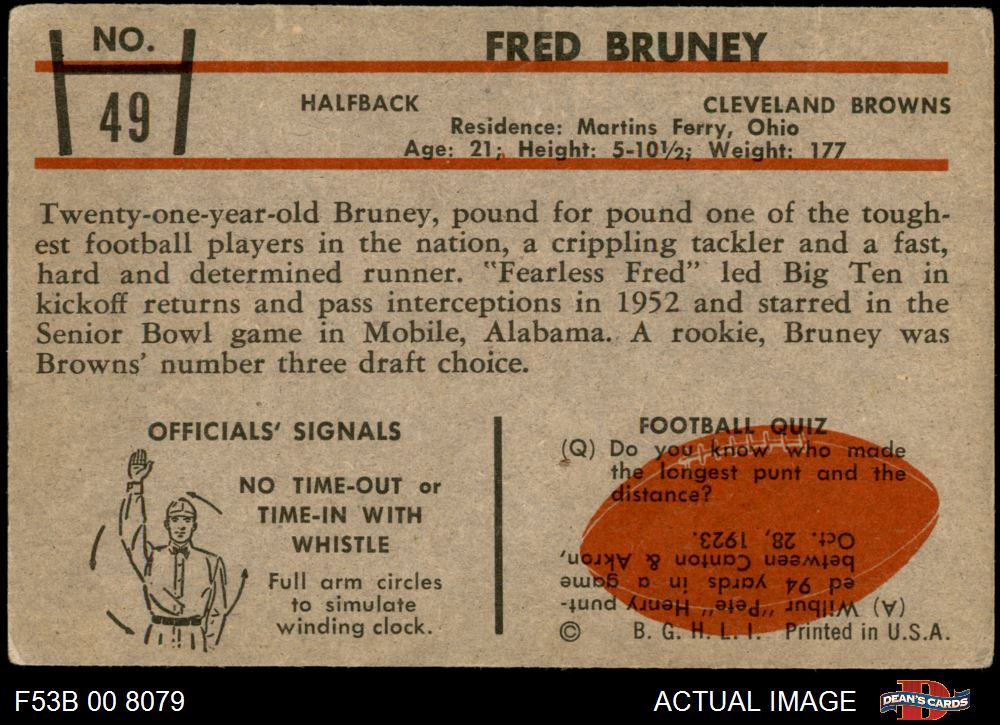 NO.
49
FRED BRUNEY
HALFBACK
CLEVELAND BROWNS
Residence: Martins Ferry, Ohio
Age: 21; Height: 5-10½; Weight: 177
Twenty-one-year-old Bruney, pound for pound one of the tough-
est football players in the nation, a crippling tackler and a fast,
hard and determined runner. "Fearless Fred" led Big Ten in
kickoff returns and pass interceptions in 1952 and starred in the
Senior Bowl game in Mobile, Alabama. A rookie, Bruney was
Browns' number three draft choice.
OFFICIALS' SIGNALS
NO TIME-OUT or
TIME-IN WITH
WHISTLE
Full arm circles
to simulate
winding clock.
FOOTBALL QUIZ
(Q) Do you know who made
the longest punt and the
distance?
(A) Wilbur "Pete" Henry punt-
ed 94 yards in a game
between Canton & Akron,
Oct. 28, 1923.
© B. G. H. L. I. Printed in U.S.A.
F53B 00 8079
ACTUAL IMAGE
DEAN'S CARDS